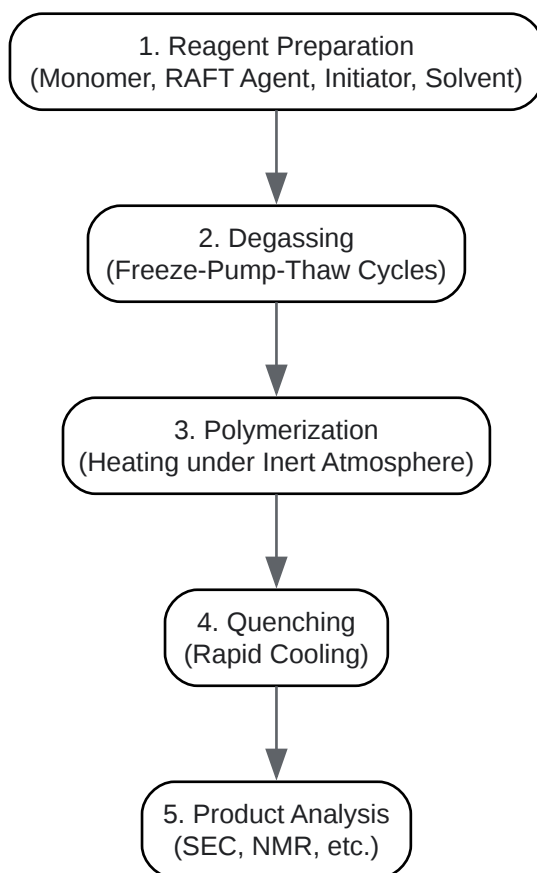 1. Reagent Preparation
(Monomer, RAFT Agent, Initiator, Solvent)
2. Degassing
(Freeze-Pump-Thaw Cycles)
3. Polymerization
(Heating under Inert Atmosphere)
4. Quenching
(Rapid Cooling)
5. Product Analysis
(SEC, NMR, etc.)